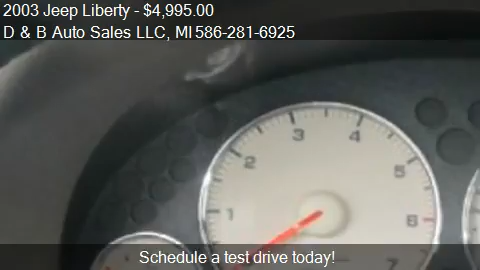 2003 Jeep Liberty - $4,995.00
D & B Auto Sales LLC, MI 586-281-6925
3
4
2
5
1
6
7
Schedule a test drive today!